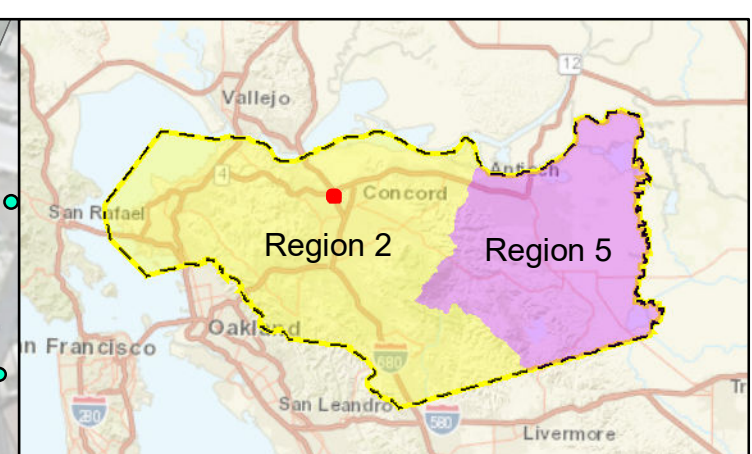 12
Vallejo
4
Antioch
Concord
San Rafael
Region 2
Region 5
Oakland
n Francisco
680
Tr
280
San Leandro
580
Livermore